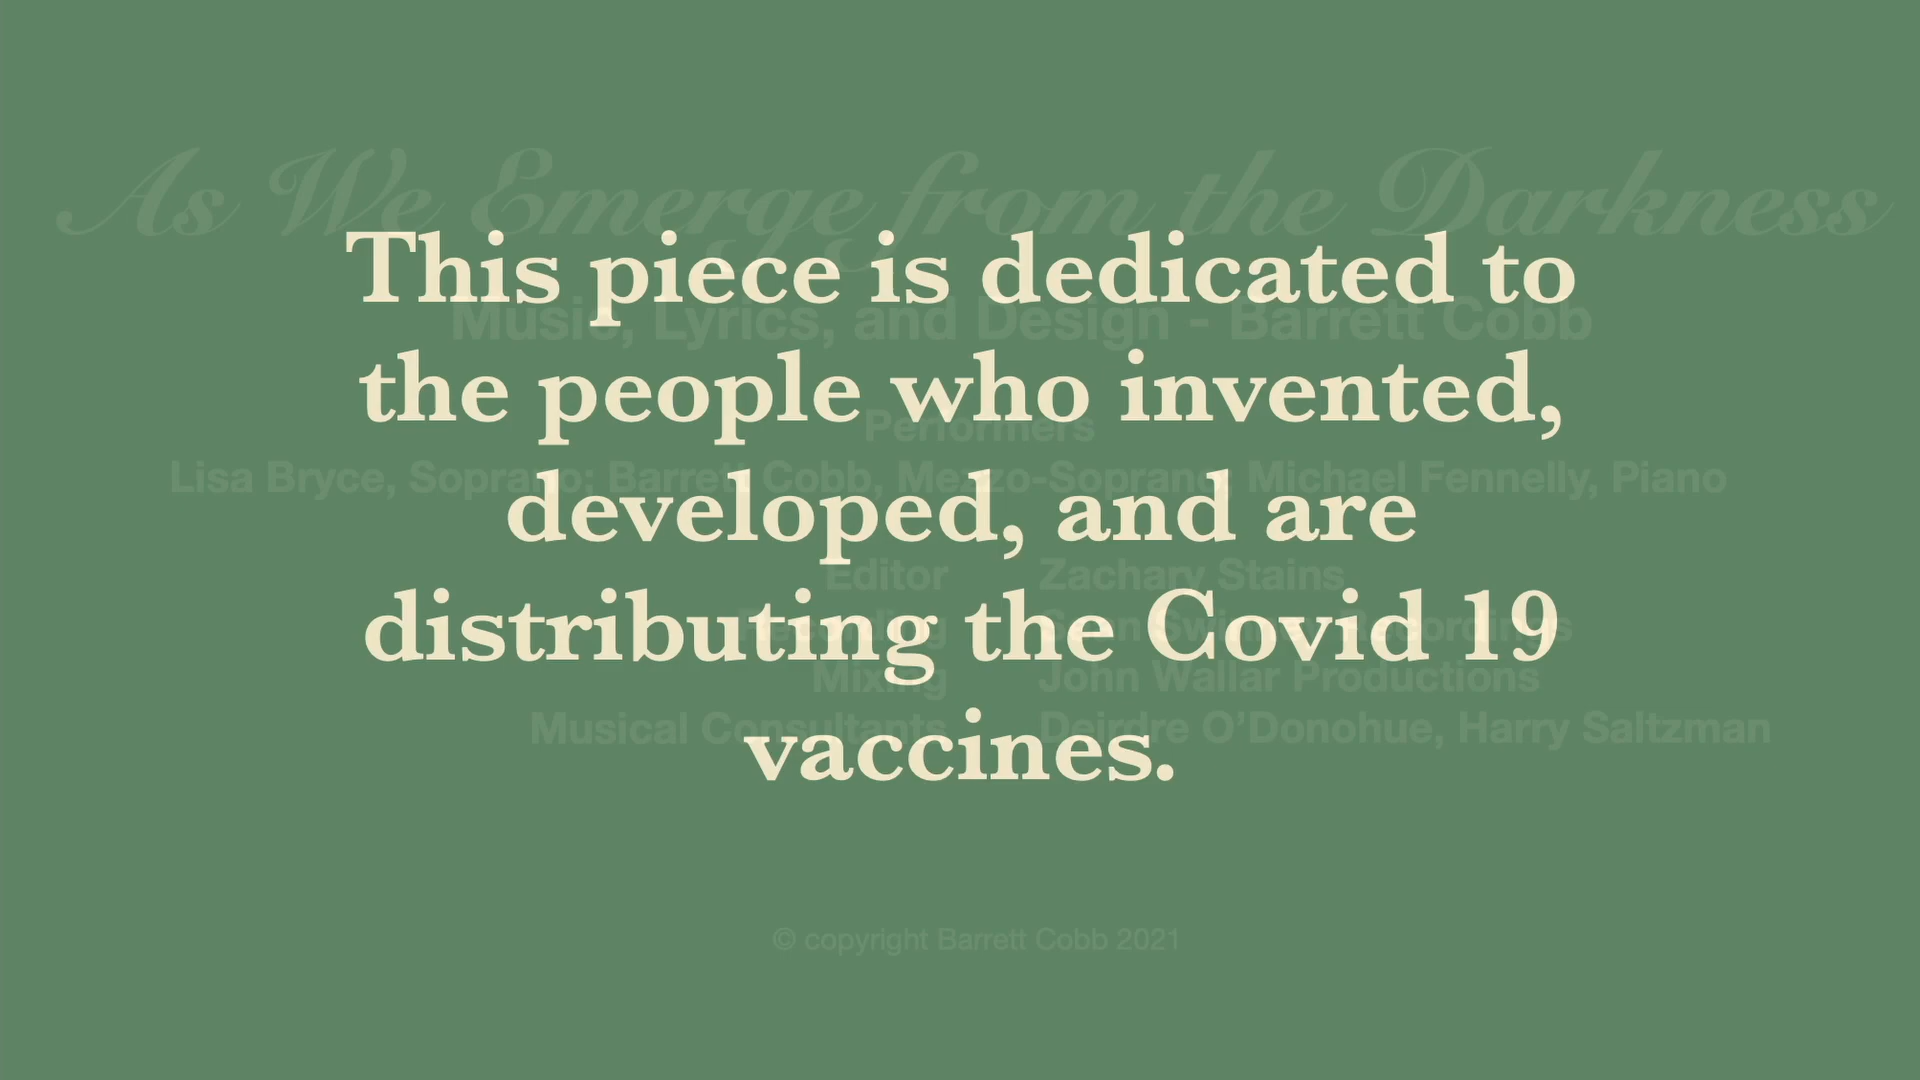 As We Emerge from the Darkness
This piece is dedicated to
Music, Lyrics, and Design - Barrett Cobb
the people who invented,
Performers
Lisa Bryce, Soprano; Barrett Cobb, Mezzo-Soprano; Michael Fennelly, Piano
developed, and are
Editor Zachary Stains
distributing the Covid 19
Recording Recordings
Mixing John Wallar Productions
Musical Consultants Deirdre O'Donohue, Harry Saltzman
vaccines.
© copyright Barrett Cobb 2021